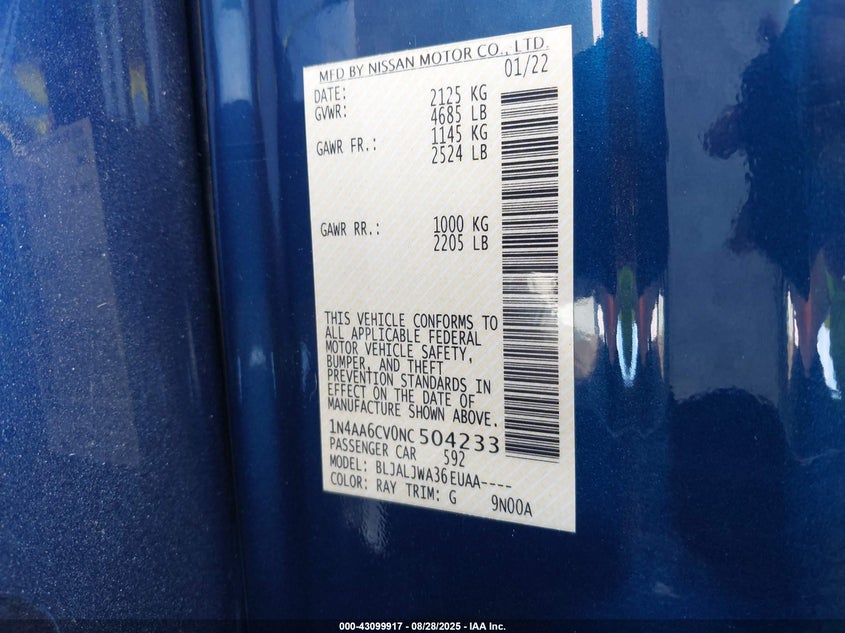 MFD BY NISSAN MOTOR CO., LTD.
DATE: 01/22
GVWR: 2125 KG
4685 LB
GAWR FR.: 1145 KG
2524 LB
GAWR RR.: 1000 KG
2205 LB
THIS VEHICLE CONFORMS TO
ALL APPLICABLE FEDERAL
MOTOR VEHICLE SAFETY,
BUMPER, AND THEFT
PREVENTION STANDARDS IN
EFFECT ON THE DATE OF
MANUFACTURE SHOWN ABOVE.
1N4AA6CV0NC504233
PASSENGER CAR 592
MODEL: BLJALJWA36EUAA----
COLOR: RAY TRIM: G 9N00A
000-43099917 - 08/28/2025 - IAA Inc.